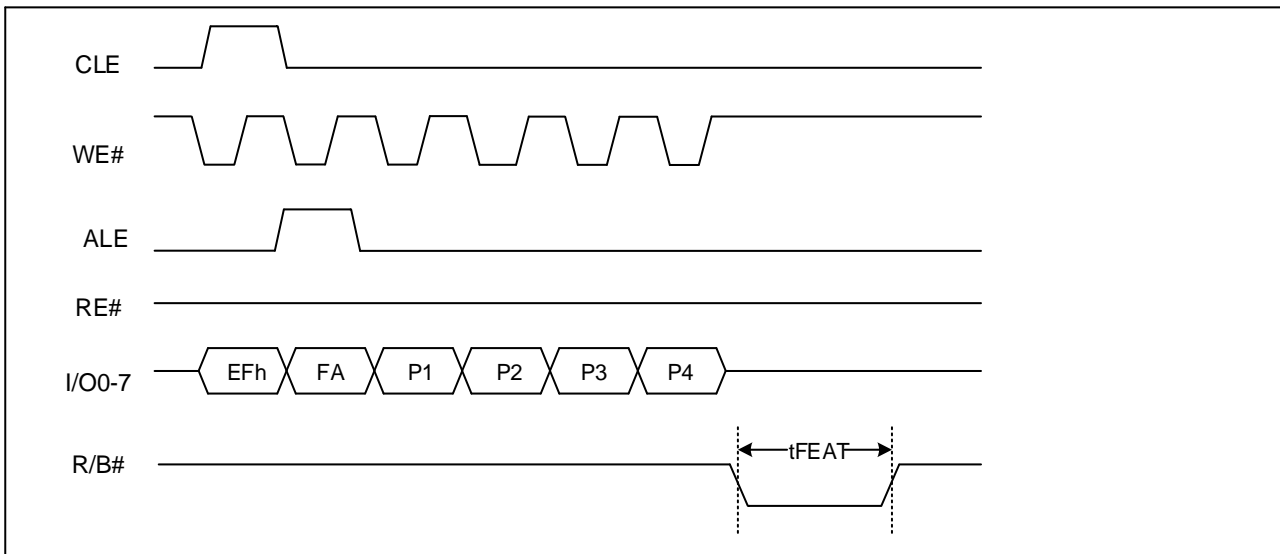 CLE
WE#
ALE
RE#
I/O0-7 EFh FA P1 P2 P3 P4
R/B# tFEAT